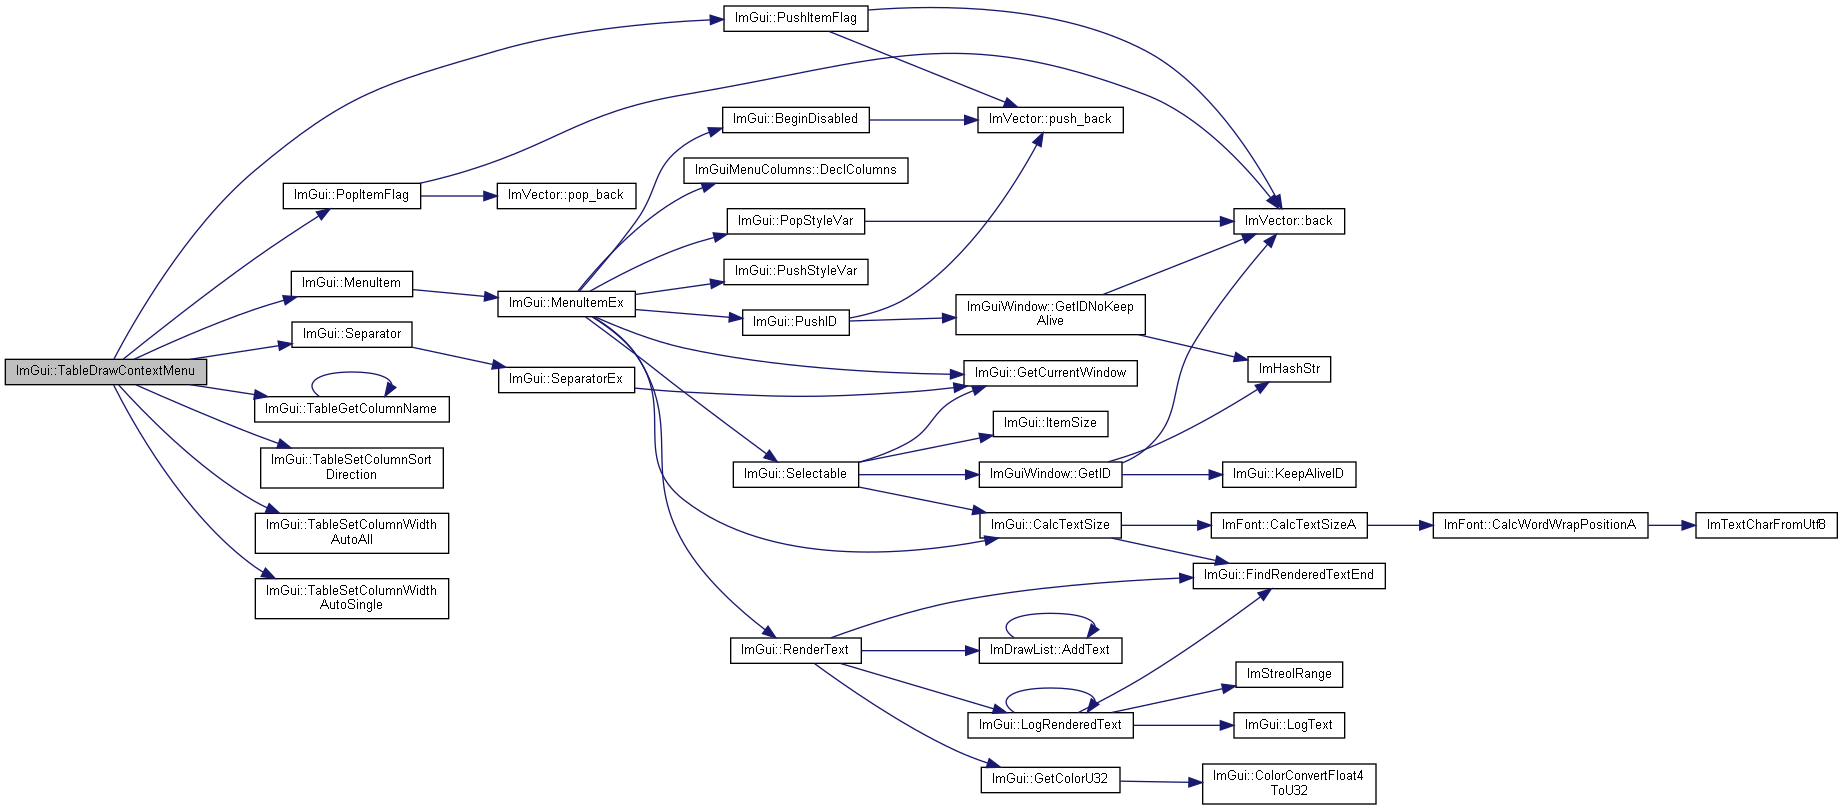 ImGui::PushItemFlag
ImGui::BeginDisabled
ImVector::push_back
ImGuiMenuColumns::DeclColumns
ImGui::PopItemFlag
ImVector::pop_back
ImGui::PopStyleVar
ImVector::back
ImGui::PushStyleVar
ImGui::MenuItem
ImGui::MenuItemEx
ImGui::PushID
ImGuiWindow::GetIDNoKeep
Alive
ImGui::Separator
ImGui::TableDrawContextMenu
ImGui::SeparatorEx
ImGui::GetCurrentWindow
ImHashStr
ImGui::TableGetColumnName
ImGui::ItemSize
ImGui::TableSetColumnSort
Direction
ImGui::Selectable
ImGuiWindow::GetID
ImGui::KeepAliveID
ImGui::TableSetColumnWidth
AutoAll
ImGui::CalcTextSize
ImFont::CalcTextSizeA
ImFont::CalcWordWrapPositionA
ImTextCharFromUtf8
ImGui::FindRenderedTextEnd
ImGui::TableSetColumnWidth
AutoSingle
ImGui::RenderText
ImDrawList::AddText
ImStreolRange
ImGui::LogRenderedText
ImGui::LogText
ImGui::GetColorU32
ImGui::ColorConvertFloat4
ToU32